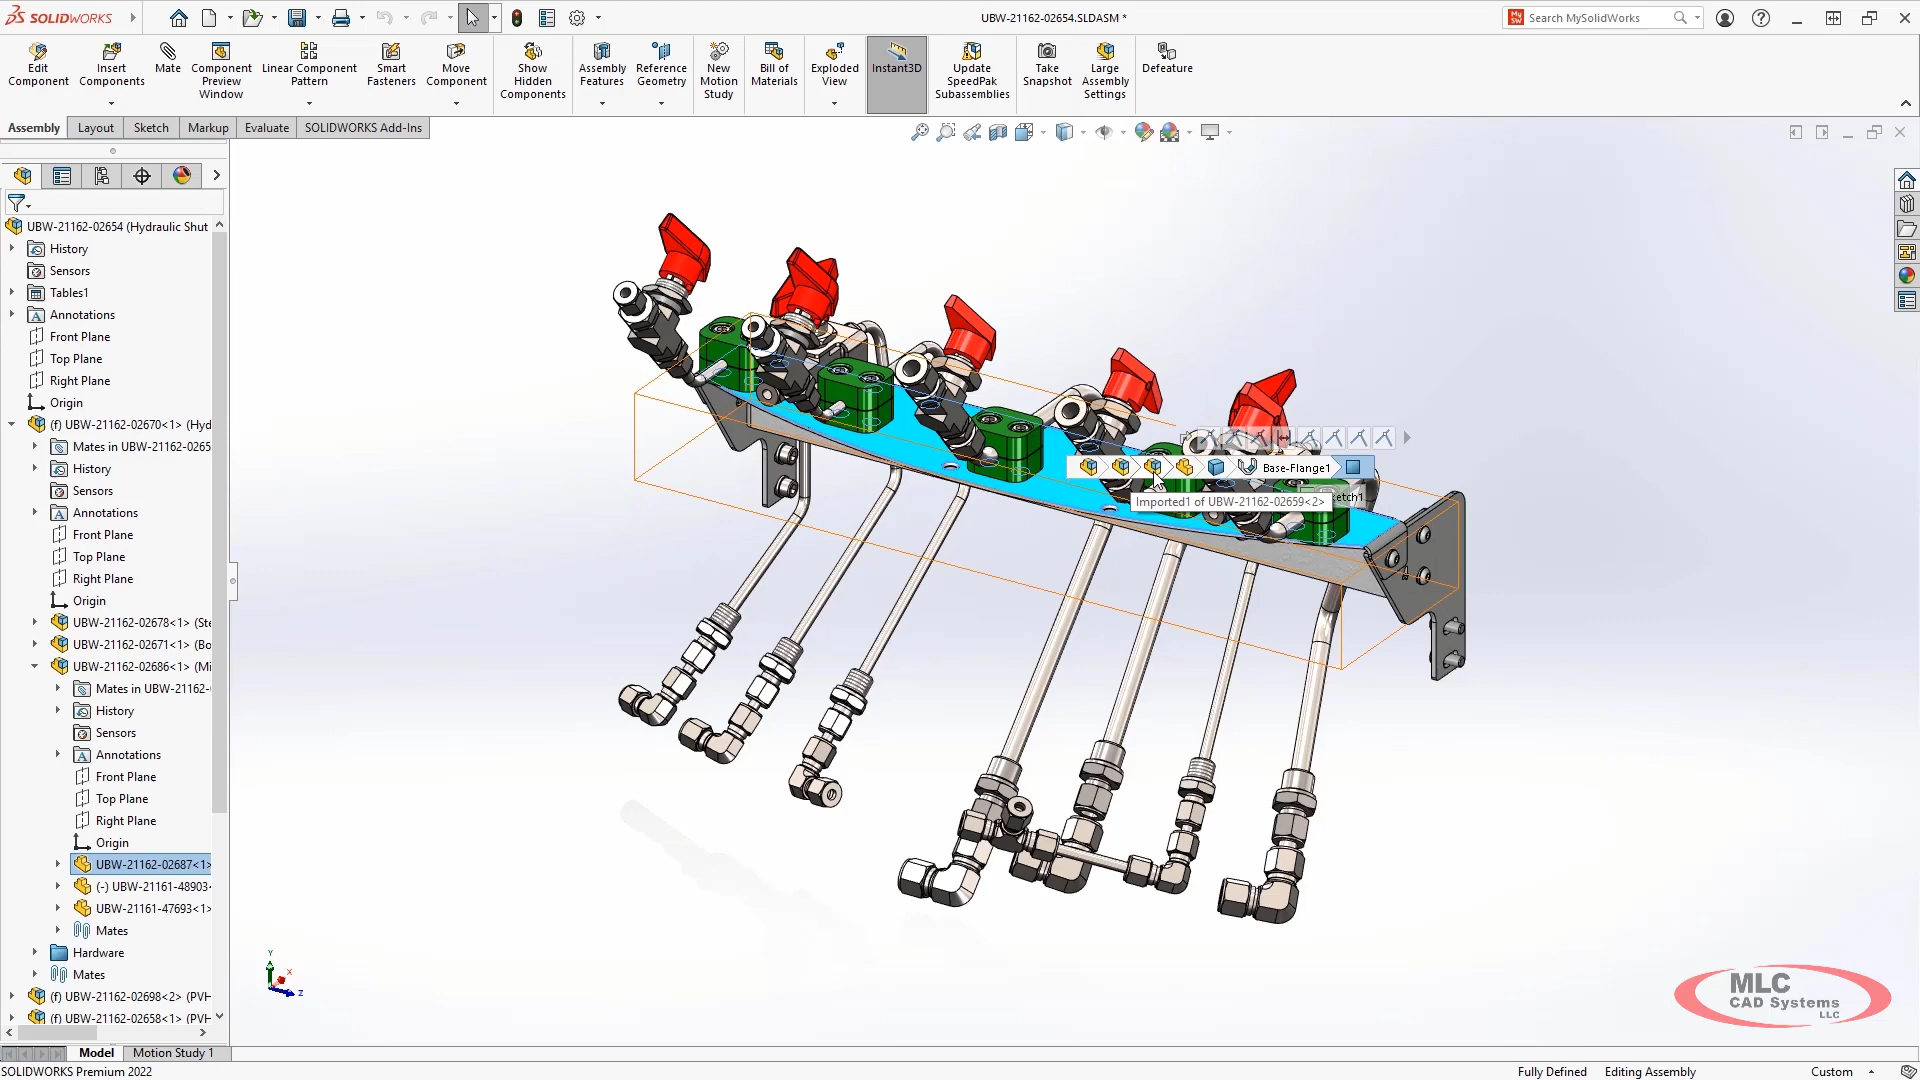 SOLIDWORKS
UBW-21162-02654.SLDASM *
Search MySolidWorks
Edit Component
Insert Components
Mate
Component Preview Window
Linear Component Pattern
Smart Fasteners
Move Component
Show Hidden Components
Assembly Features
Reference Geometry
New Motion Study
Bill of Materials
Exploded View
Instant3D
Update SpeedPak Subassemblies
Take Snapshot
Large Assembly Settings
Defeature
Assembly
Layout
Sketch
Markup
Evaluate
SOLIDWORKS Add-Ins
UBW-21162-02654 (Hydraulic Shut
History
Sensors
Tables1
Annotations
Front Plane
Top Plane
Right Plane
Origin
(f) UBW-21162-02670<1> (Hyd
Mates in UBW-21162-0265
History
Sensors
Annotations
Front Plane
Top Plane
Right Plane
Origin
UBW-21162-02678<1> (Ste
UBW-21162-02671<1> (Bo
UBW-21162-02686<1> (Mi
Mates in UBW-21162-
History
Sensors
Annotations
Front Plane
Top Plane
Right Plane
Origin
UBW-21162-02687<1>
(-) UBW-21161-48903<
UBW-21161-47693<1>
Mates
Hardware
Mates
(f) UBW-21162-02698<2> (PVH
(f) UBW-21162-02658<1> (PVH
Base-Flange1
etch1
Imported1 of UBW-21162-02659<2>
Y
X
Z
MLC
CAD Systems
LLC
Model
Motion Study 1
SOLIDWORKS Premium 2022
Fully Defined
Editing Assembly
Custom